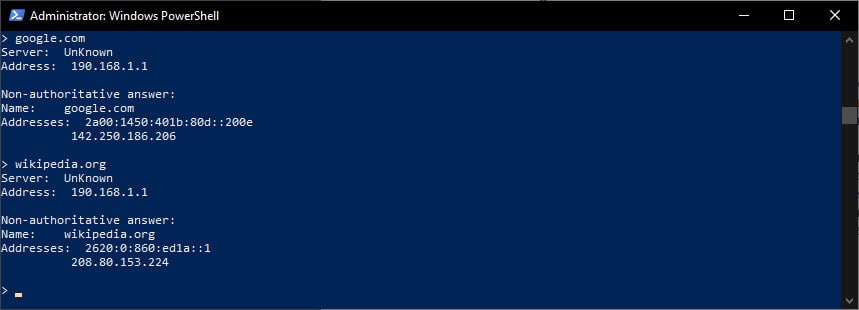 Administrator: Windows PowerShell
> google.com
Server:  UnKnown
Address:  190.168.1.1

Non-authoritative answer:
Name:    google.com
Addresses:  2a00:1450:401b:80d::200e
          142.250.186.206

> wikipedia.org
Server:  UnKnown
Address:  190.168.1.1

Non-authoritative answer:
Name:    wikipedia.org
Addresses:  2620:0:860:ed1a::1
          208.80.153.224

>